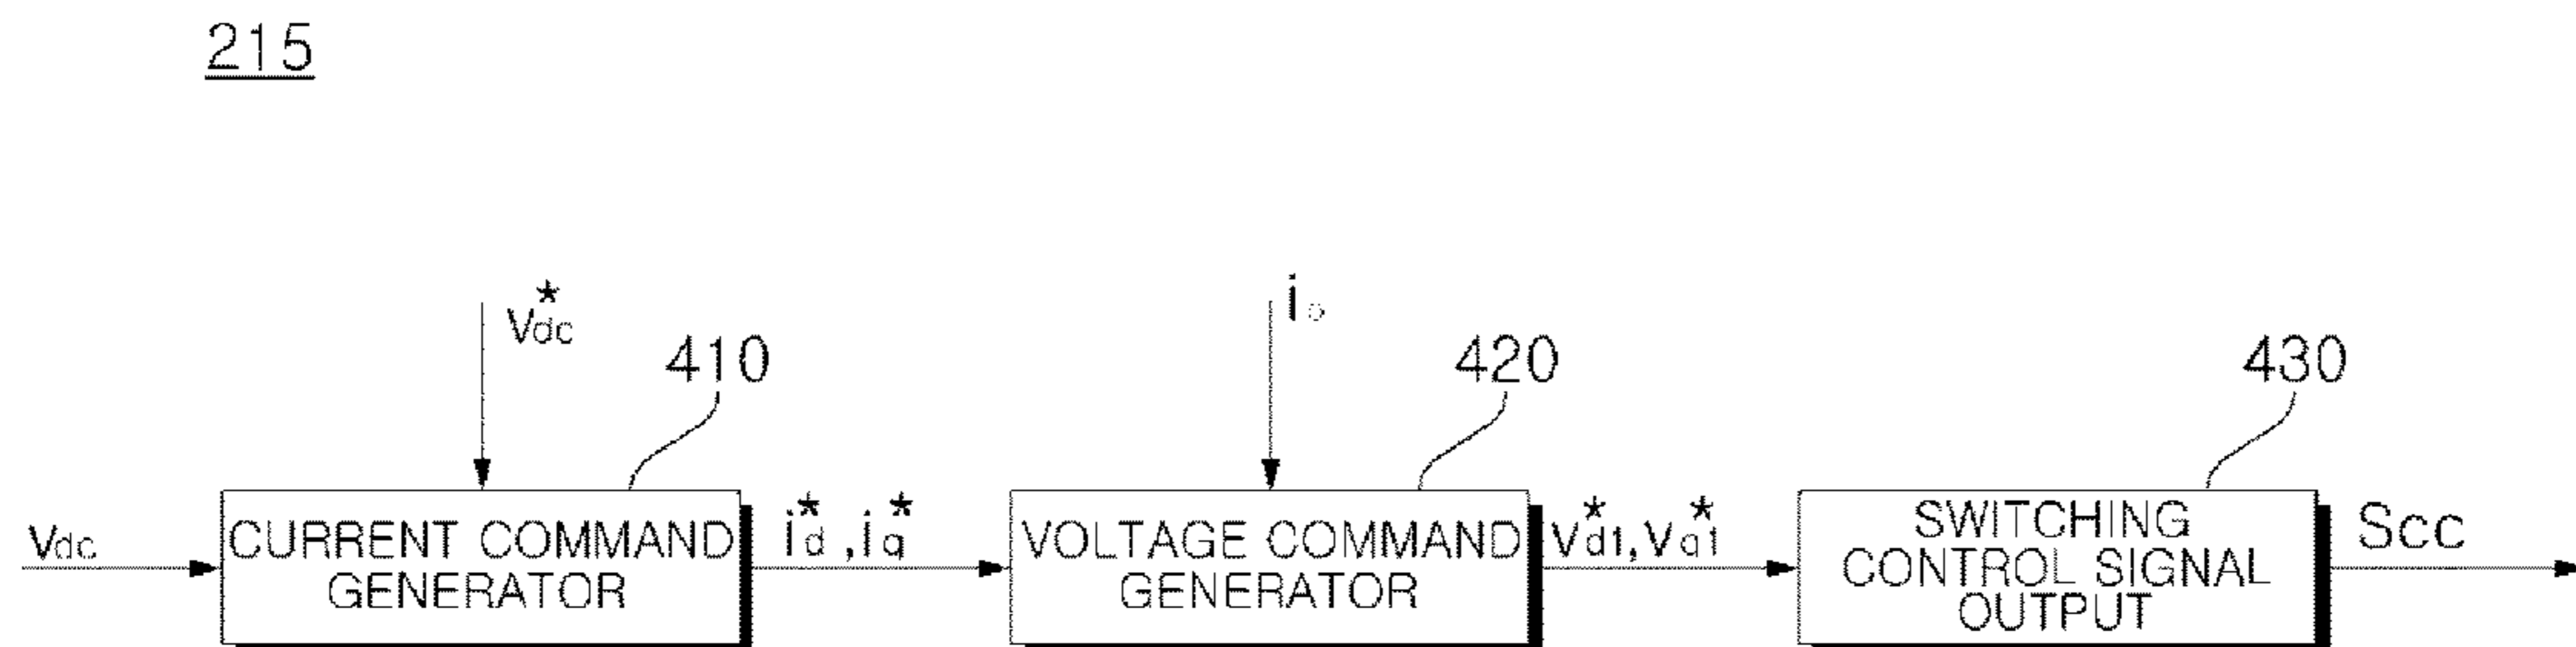 215
V*dc
i
410
420
430
Vdc
CURRENT COMMAND
GENERATOR
i*d ,i*q
VOLTAGE COMMAND
GENERATOR
V*d1,V*q1
SWITCHING
CONTROL SIGNAL
OUTPUT
Scc